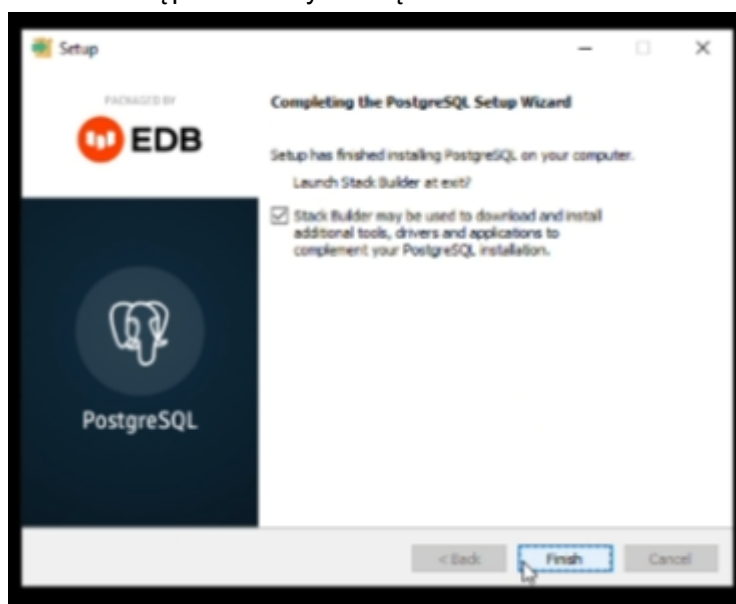 Setup
PACKAGED BY
EDB
Completing the PostgreSQL Setup Wizard
Setup has finished installing PostgreSQL on your computer.
Launch Stack Builder at exit?
Stack Builder may be used to download and install
additional tools, drivers and applications to
complement your PostgreSQL installation.
PostgreSQL
< Back
Finish
Cancel